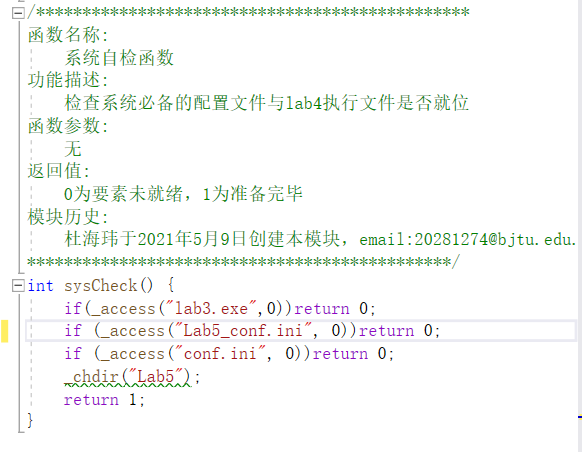 /***********************************************
函数名称:
系统自检函数
功能描述:
检查系统必备的配置文件与lab4执行文件是否就位
函数参数:
无
返回值:
0为要素未就绪，1为准备完毕
模块历史:
杜海玮于2021年5月9日创建本模块，email:20281274@bjtu.edu.
**********************************************/
int sysCheck() {
if(_access("lab3.exe",0))return 0;
if (_access("Lab5_conf.ini", 0))return 0;
if (_access("conf.ini", 0))return 0;
_chdir("Lab5");
return 1;
}